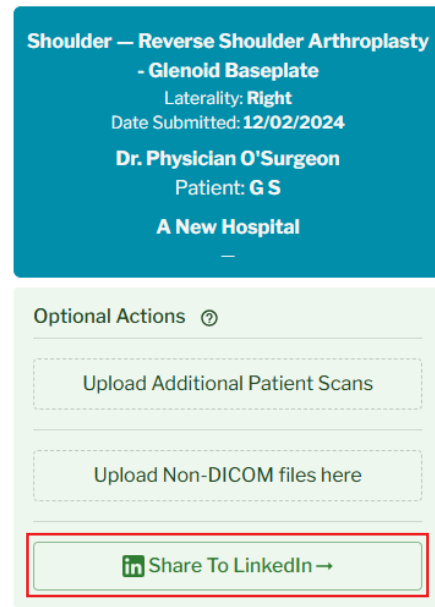 Shoulder — Reverse Shoulder Arthroplasty
- Glenoid Baseplate
Laterality: Right
Date Submitted: 12/02/2024
Dr. Physician O'Surgeon
Patient: G S
A New Hospital
—
Optional Actions ?
Upload Additional Patient Scans
Upload Non-DICOM files here
in Share To LinkedIn→